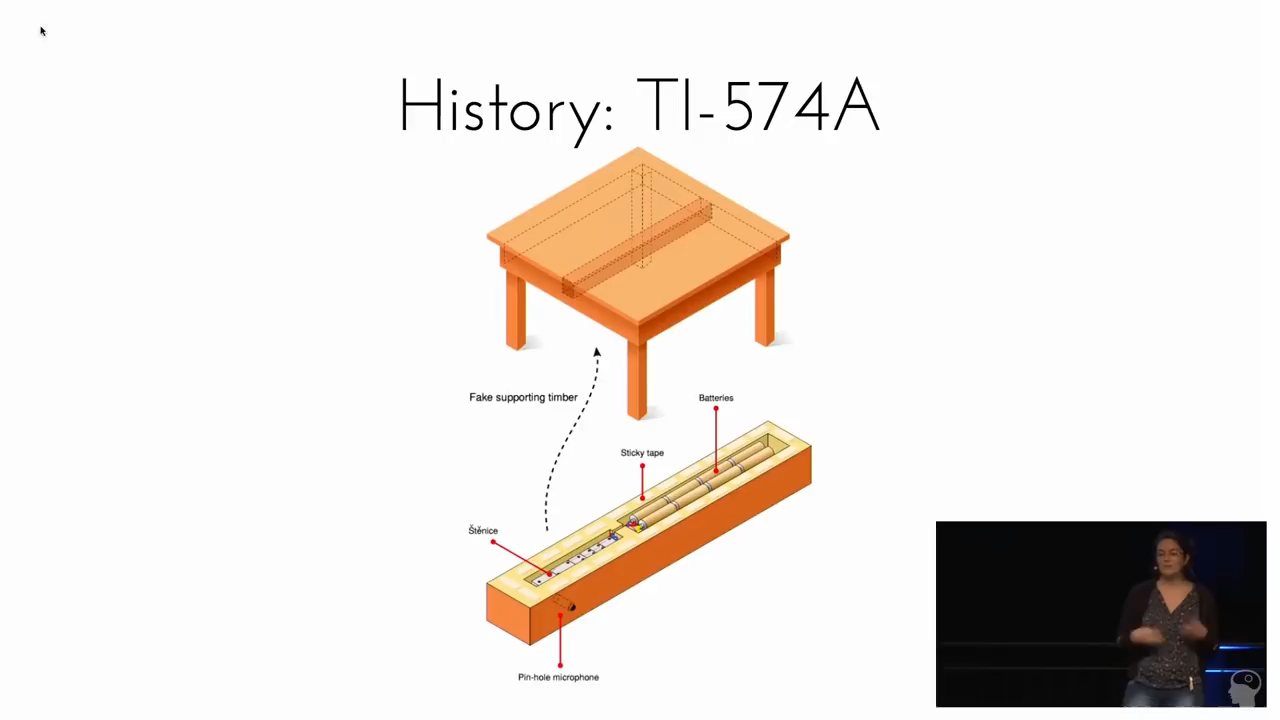 History: TI-574A
Fake supporting timber
Batteries
Sticky tape
Štěnice
Pin-hole microphone